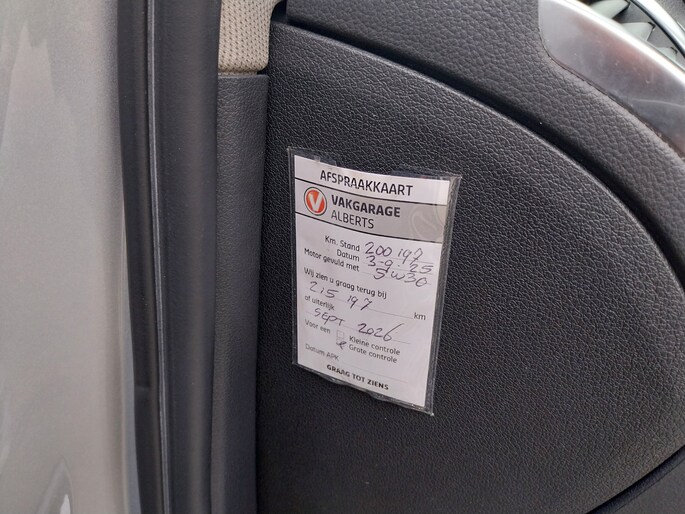 AFSPRAAKKAART
VAKGARAGE
ALBERTS
Km. Stand 200 197
Datum 3-9-25
Motor gevuld met 5W30
Wij zien u graag terug bij
215 197 km
of uiterlijk
SEPT 2026
Voor een Kleine controle
Grote controle
Datum APK
GRAAG TOT ZIENS